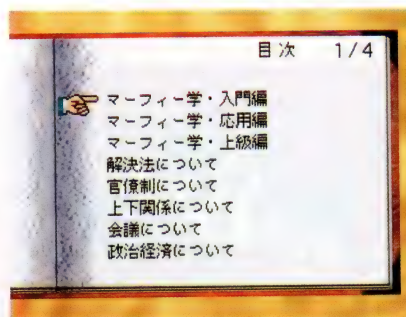 目次 1/4
マーフィー学・入門編
マーフィー学・応用編
マーフィー学・上級編
解決法について
官僚制について
上下関係について
会議について
政治経済について